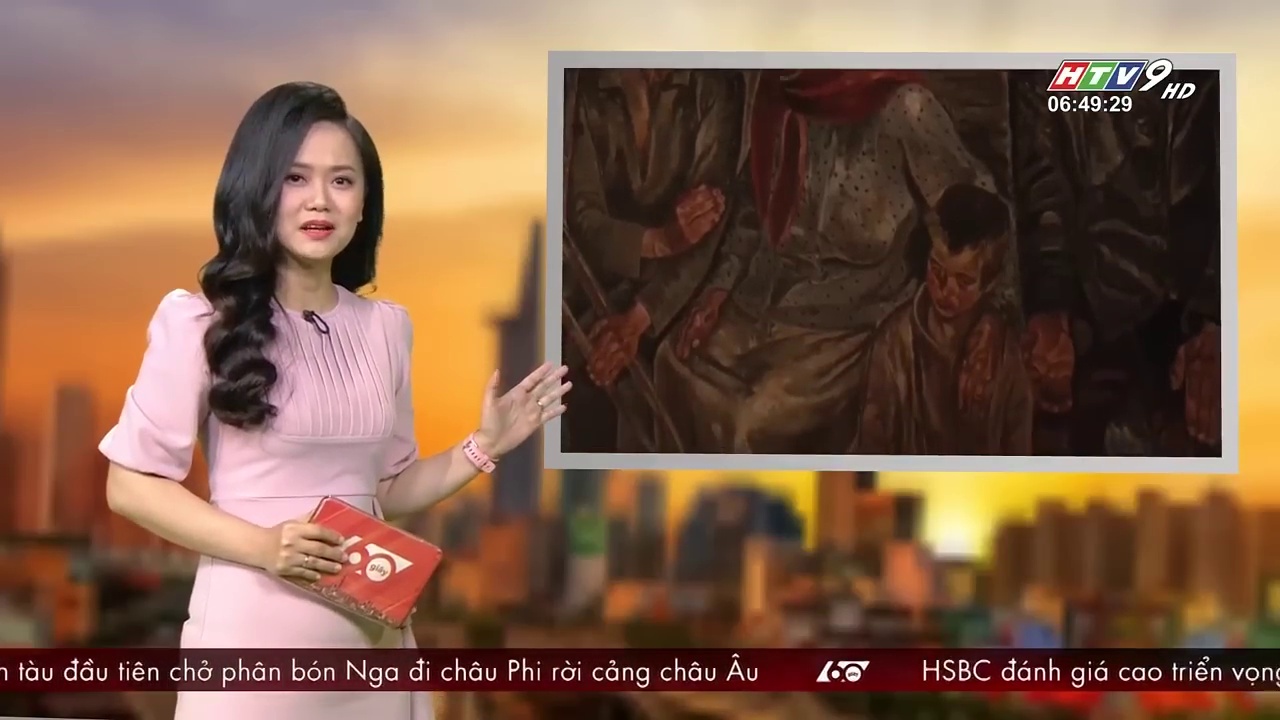 HTV9 HD
06:49:29
60 giây
tàu đầu tiên chở phân bón Nga đi châu Phi rời cảng châu Âu 60 giây HSBC đánh giá cao triển vọng